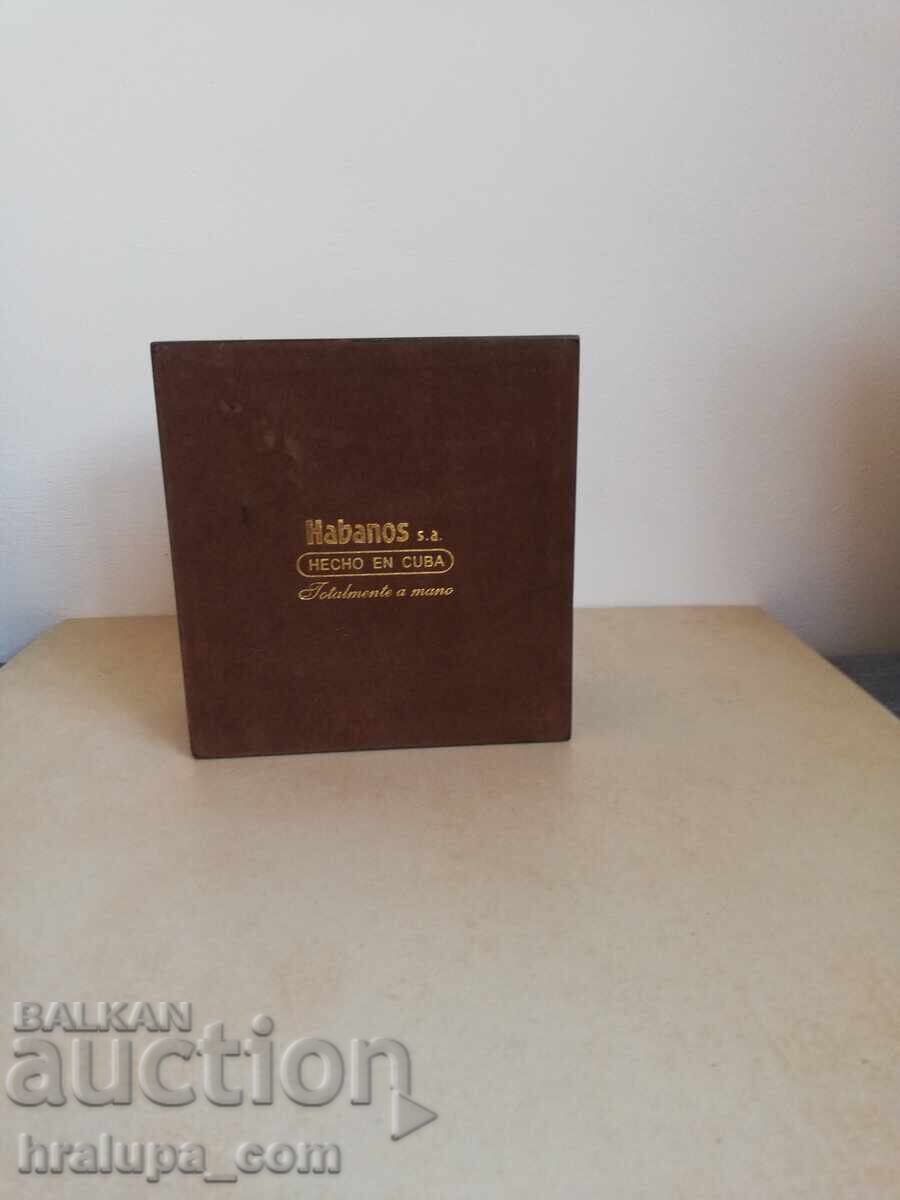 Habanos s.a.
HECHO EN CUBA
Totalmente a mano
BALKAN
auction
hralupa_com